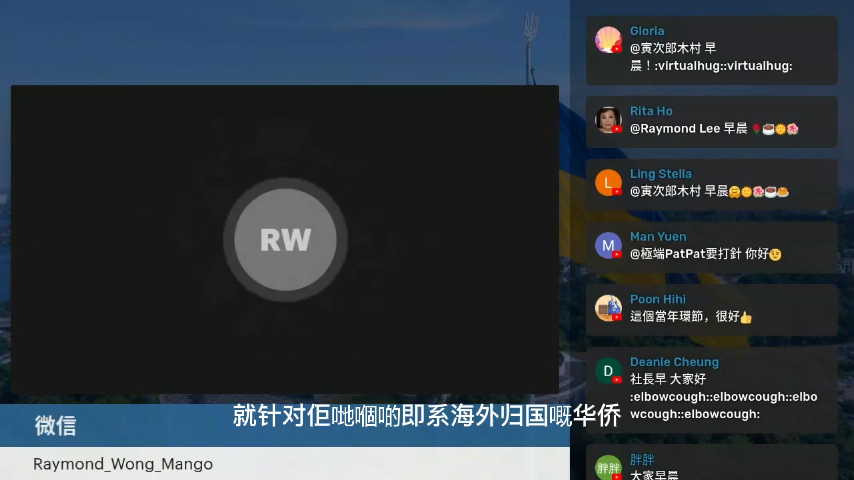 RW
就针对佢哋嗰啲即系海外归国嘅华侨
微信
Raymond_Wong_Mango
Gloria
@寅次郎木村 早
晨！:virtualhug::virtualhug:
Rita Ho
@Raymond Lee 早晨 🌹☕🌼🌺
L
Ling Stella
@寅次郎木村 早晨🤗🌼🌺☕🥮
M
Man Yuen
@極端PatPat要打針 你好🤨
Poon Hihi
這個當年環節，很好👍
D
Deanie Cheung
社長早 大家好
:elbowcough::elbowcough::elbo
wcough::elbowcough:
胖胖
胖胖
大家早晨